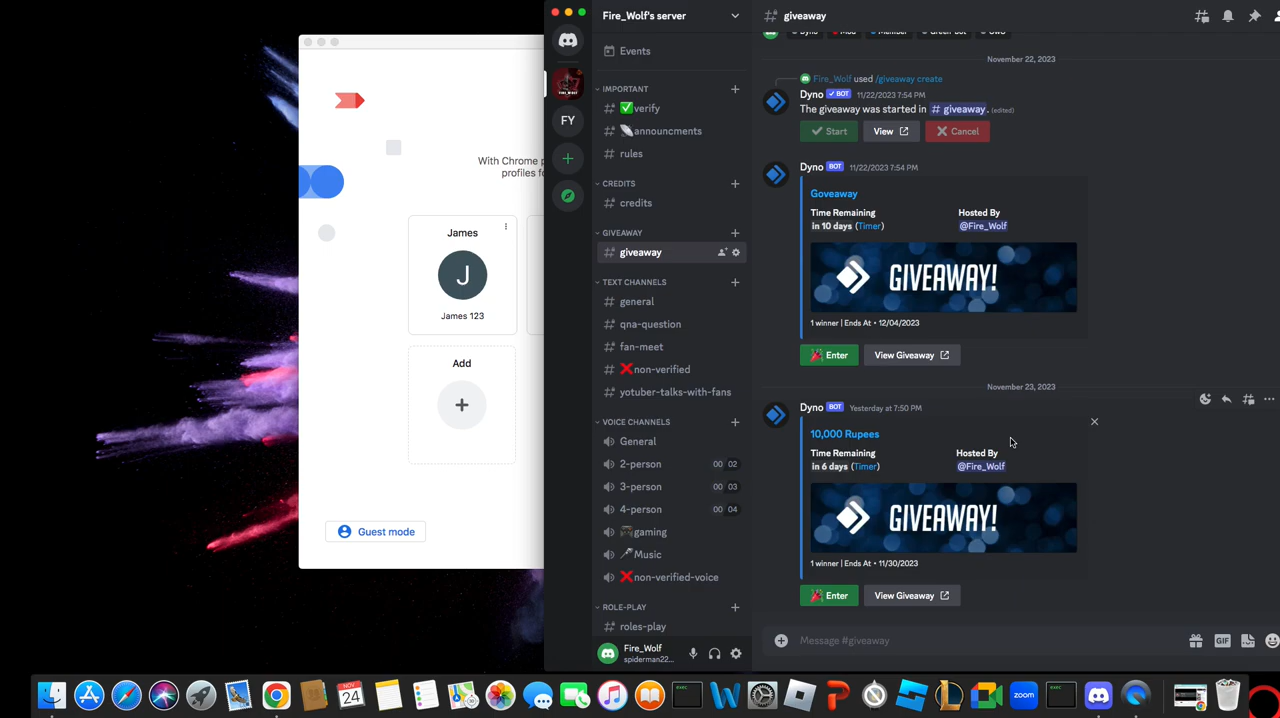 With Chrome p
profiles fo
James
J
James 123
Add
+
Guest mode
Fire_Wolf's server
FY
Events
IMPORTANT
# ✅verify
# announcments
# rules
CREDITS
# credits
GIVEAWAY
# giveaway
TEXT CHANNELS
# general
# qna-question
# fan-meet
# ❌non-verified
# yotuber-talks-with-fans
VOICE CHANNELS
General
2-person 00 02
3-person 00 03
4-person 00 04
🎮gaming
🎤Music
❌non-verified-voice
ROLE-PLAY
# roles-play
Fire_Wolf
spiderman22...
# giveaway
November 22, 2023
Fire_Wolf used /giveaway create
Dyno ✓ BOT 11/22/2023 7:54 PM
The giveaway was started in # giveaway. (edited)
Start View Cancel
Dyno BOT 11/22/2023 7:54 PM
Goveaway
Time Remaining Hosted By
in 10 days (Timer) @Fire_Wolf
GIVEAWAY!
1 winner | Ends At • 12/04/2023
🎉 Enter View Giveaway
November 23, 2023
Dyno BOT Yesterday at 7:50 PM
10,000 Rupees
Time Remaining Hosted By
in 6 days (Timer) @Fire_Wolf
GIVEAWAY!
1 winner | Ends At • 11/30/2023
🎉 Enter View Giveaway
Message #giveaway
GIF
NOV
24
zoom